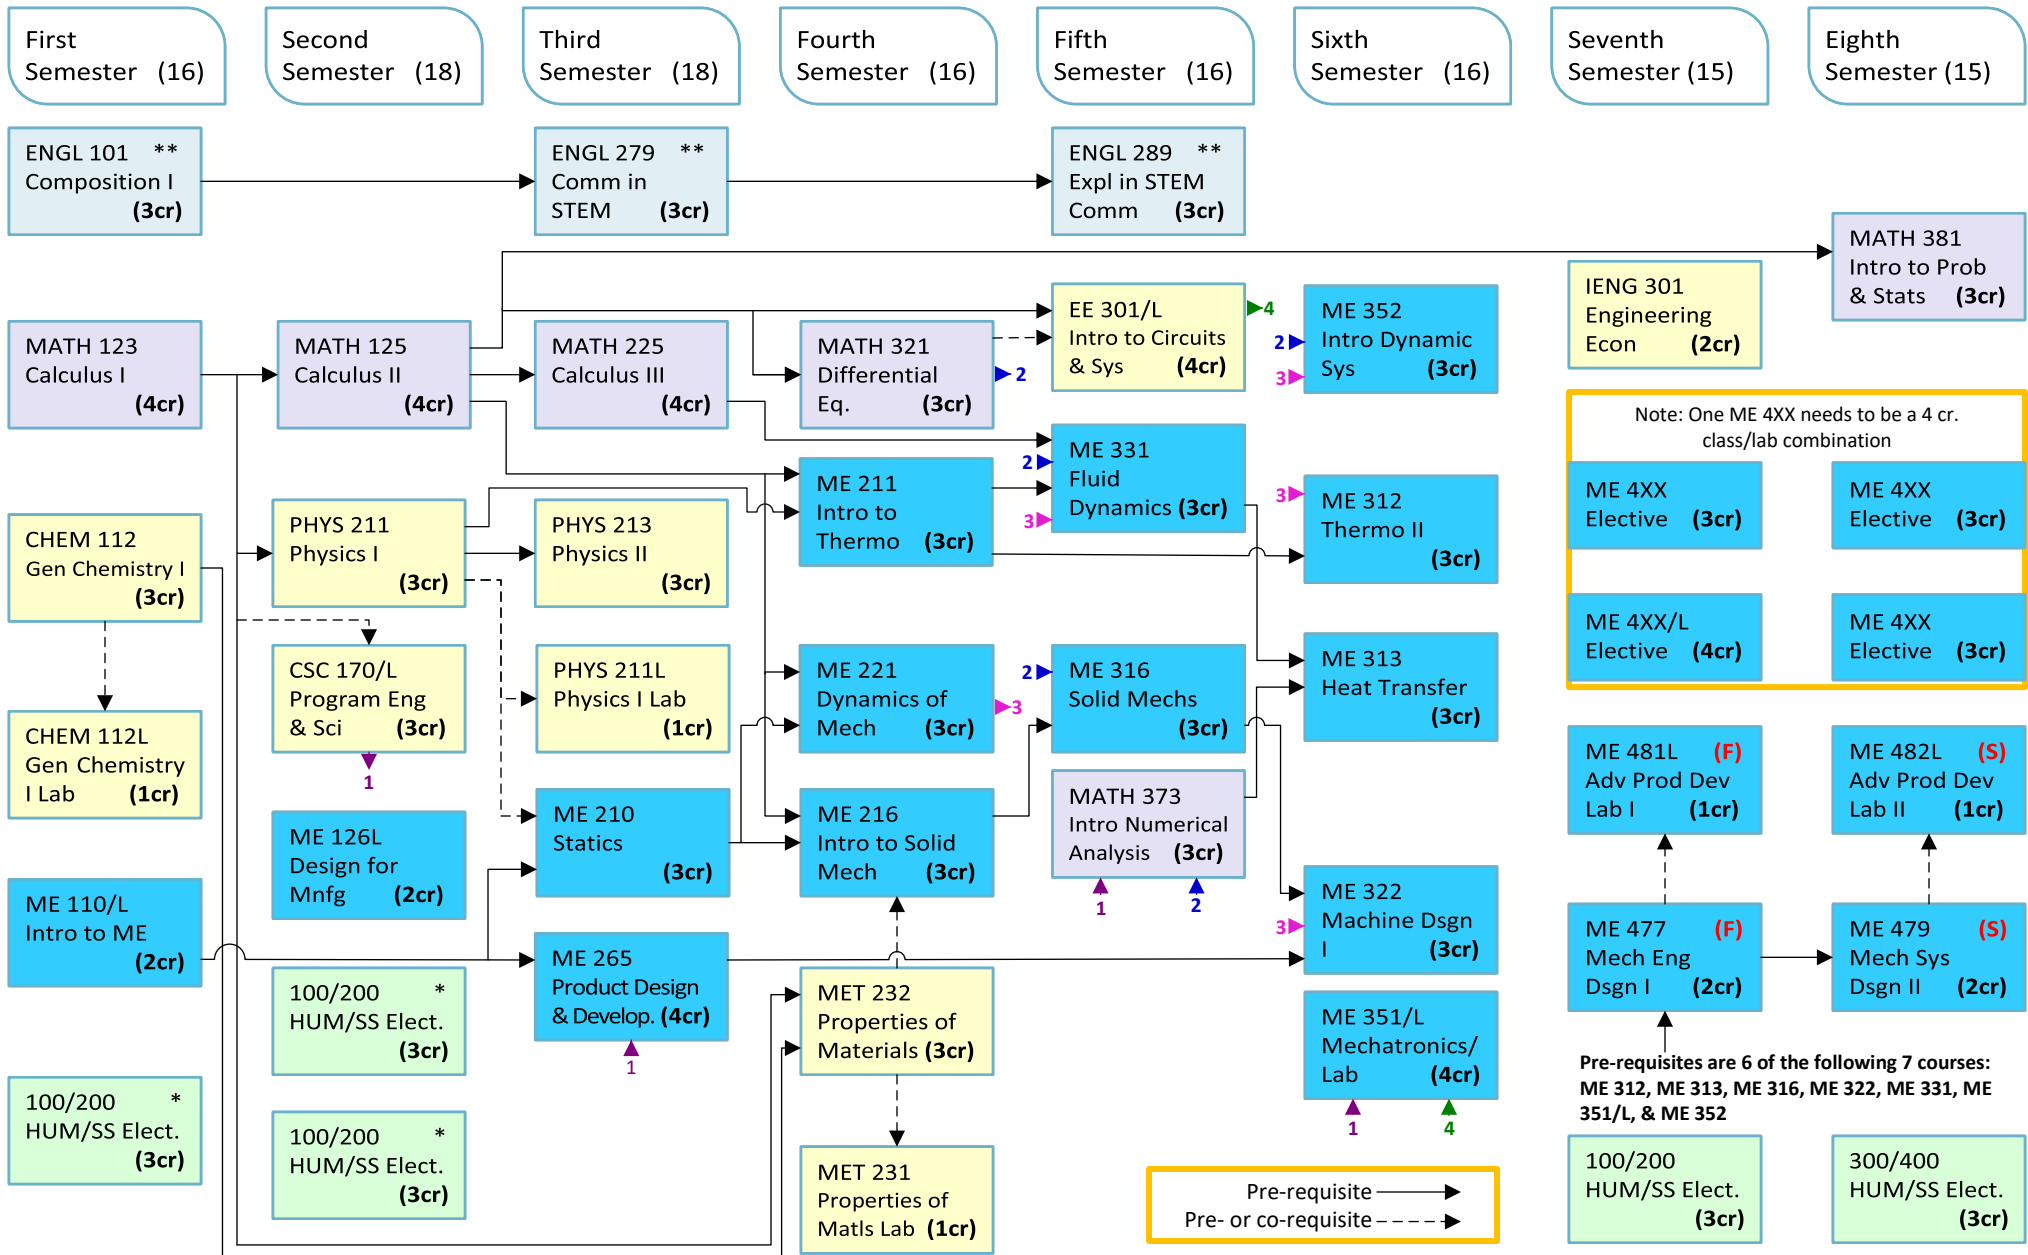 First
Semester (16)
Second
Semester (18)
Third
Semester (18)
Fourth
Semester (16)
Fifth
Semester (16)
Sixth
Semester (16)
Seventh
Semester (15)
Eighth
Semester (15)
ENGL 101 **
Composition I
(3cr)
ENGL 279 **
Comm in
STEM (3cr)
ENGL 289 **
Expl in STEM
Comm (3cr)
MATH 381
Intro to Prob
& Stats (3cr)
MATH 123
Calculus I
(4cr)
MATH 125
Calculus II
(4cr)
MATH 225
Calculus III
(4cr)
MATH 321
Differential
Eq. (3cr)
2
EE 301/L
Intro to Circuits
& Sys (4cr)
4
2
3
ME 352
Intro Dynamic
Sys (3cr)
IENG 301
Engineering
Econ (2cr)
Note: One ME 4XX needs to be a 4 cr.
class/lab combination
ME 4XX
Elective (3cr)
ME 4XX
Elective (3cr)
ME 4XX/L
Elective (4cr)
ME 4XX
Elective (3cr)
CHEM 112
Gen Chemistry I
(3cr)
PHYS 211
Physics I
(3cr)
PHYS 213
Physics II
(3cr)
ME 211
Intro to
Thermo (3cr)
2
3
ME 331
Fluid
Dynamics (3cr)
3
ME 312
Thermo II
(3cr)
CHEM 112L
Gen Chemistry
I Lab (1cr)
CSC 170/L
Program Eng
& Sci (3cr)
1
PHYS 211L
Physics I Lab
(1cr)
ME 221
Dynamics of
Mech (3cr)
3
2
ME 316
Solid Mechs
(3cr)
ME 313
Heat Transfer
(3cr)
ME 481L (F)
Adv Prod Dev
Lab I (1cr)
ME 482L (S)
Adv Prod Dev
Lab II (1cr)
ME 110/L
Intro to ME
(2cr)
ME 126L
Design for
Mnfg (2cr)
ME 210
Statics
(3cr)
ME 216
Intro to Solid
Mech (3cr)
MATH 373
Intro Numerical
Analysis (3cr)
1
2
3
ME 322
Machine Dsgn
I (3cr)
ME 477 (F)
Mech Eng
Dsgn I (2cr)
ME 479 (S)
Mech Sys
Dsgn II (2cr)
100/200 *
HUM/SS Elect.
(3cr)
100/200 *
HUM/SS Elect.
(3cr)
100/200 *
HUM/SS Elect.
(3cr)
ME 265
Product Design
& Develop. (4cr)
1
MET 232
Properties of
Materials (3cr)
MET 231
Properties of
Matls Lab (1cr)
ME 351/L
Mechatronics/
Lab (4cr)
1
4
Pre-requisites are 6 of the following 7 courses:
ME 312, ME 313, ME 316, ME 322, ME 331, ME
351/L, & ME 352
Pre-requisite
Pre- or co-requisite
100/200
HUM/SS Elect.
(3cr)
300/400
HUM/SS Elect.
(3cr)